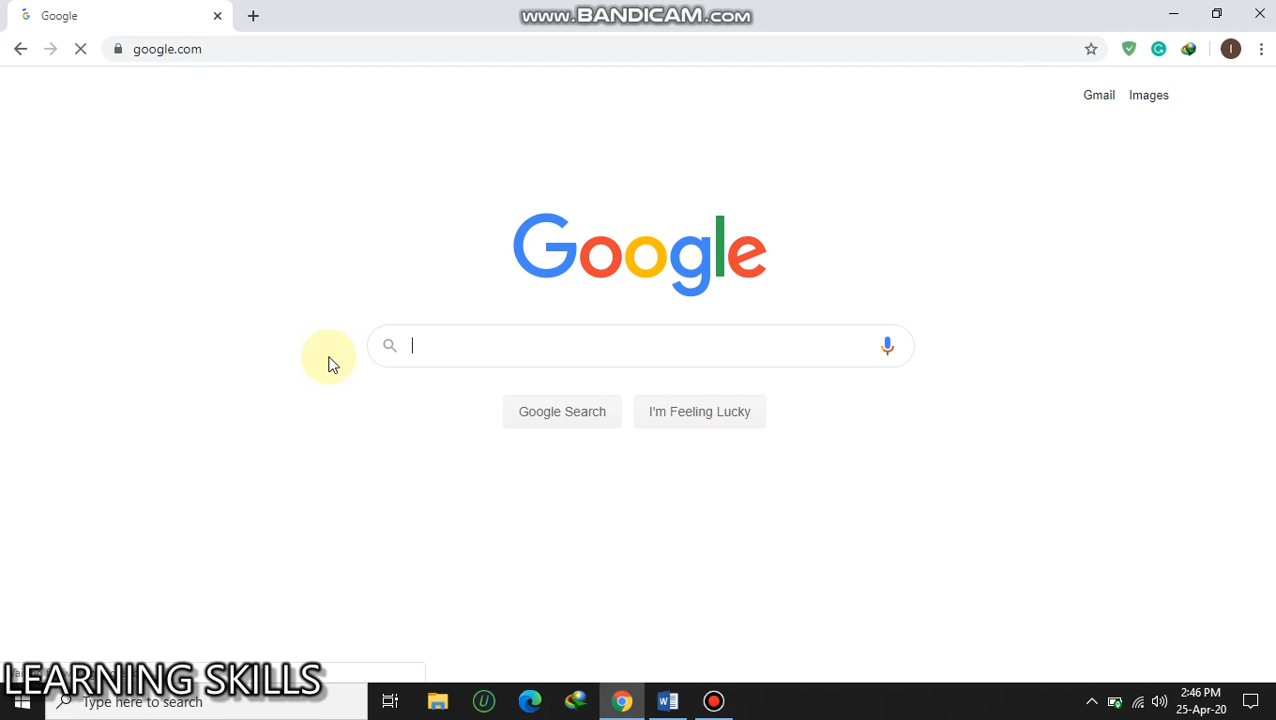 Google
WWW.BANDICAM.COM
google.com
I
Gmail Images
Google
Google Search I'm Feeling Lucky
LEARNING SKILLS
Type here to search
U
W
2:46 PM
25-Apr-20